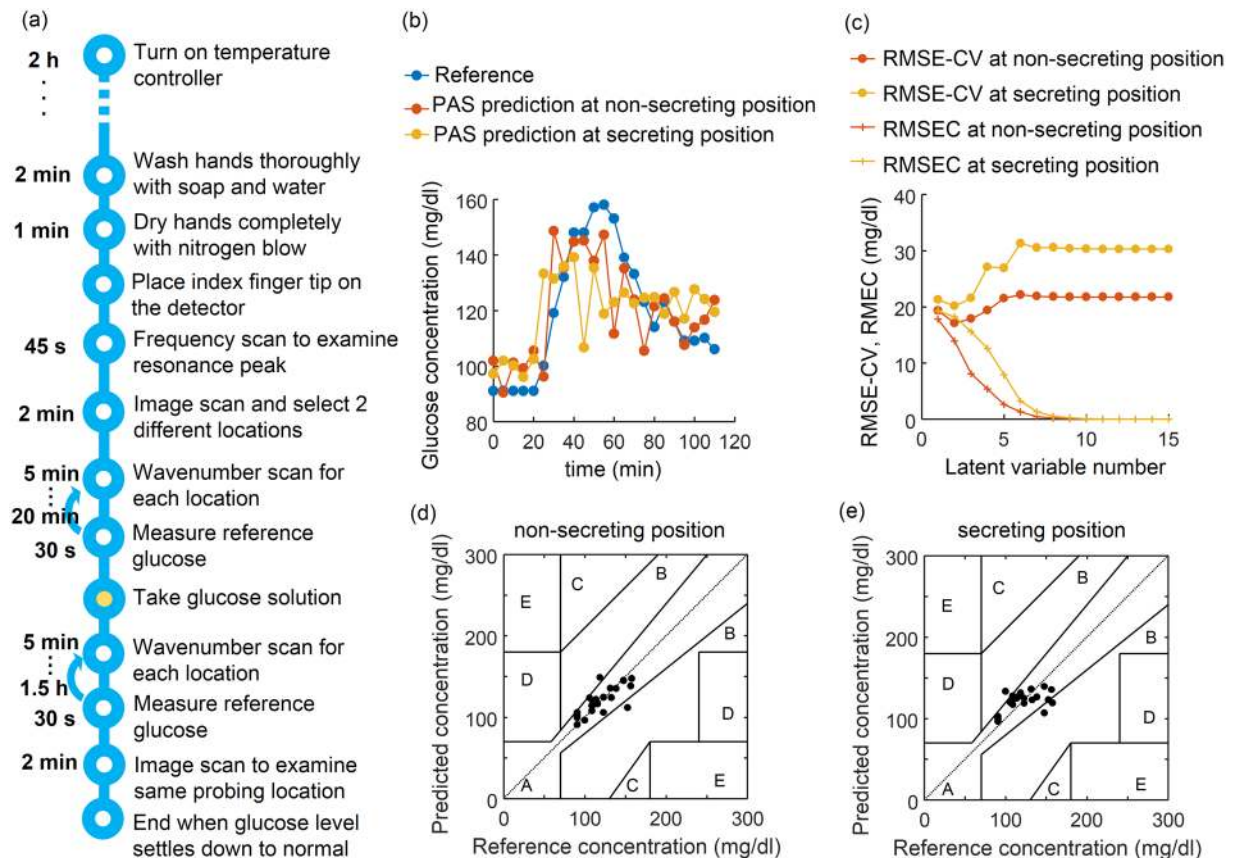 (a)
2 h
Turn on temperature
controller
2 min
Wash hands thoroughly
with soap and water
1 min
Dry hands completely
with nitrogen blow
Place index finger tip on
the detector
45 s
Frequency scan to examine
resonance peak
2 min
Image scan and select 2
different locations
5 min
Wavenumber scan for
each location
20 min
30 s
Measure reference
glucose
Take glucose solution
5 min
Wavenumber scan for
each location
1.5 h
30 s
Measure reference
glucose
2 min
Image scan to examine
same probing location
End when glucose level
settles down to normal
(b)
Reference
PAS prediction at non-secreting position
PAS prediction at secreting position
Glucose concentration (mg/dl)
160
140
120
100
80
0 20 40 60 80 100 120
time (min)
(c)
RMSE-CV at non-secreting position
RMSE-CV at secreting position
RMSEC at non-secreting position
RMSEC at secreting position
RMSE-CV, RMEC (mg/dl)
40
30
20
10
0
0 5 10 15
Latent variable number
(d)
non-secreting position
Predicted concentration (mg/dl)
300
200
100
0
E
C
B
B
D
D
A
C
E
0 100 200 300
Reference concentration (mg/dl)
(e)
secreting position
Predicted concentration (mg/dl)
300
200
100
0
E
C
B
B
D
D
A
C
E
0 100 200 300
Reference concentration (mg/dl)